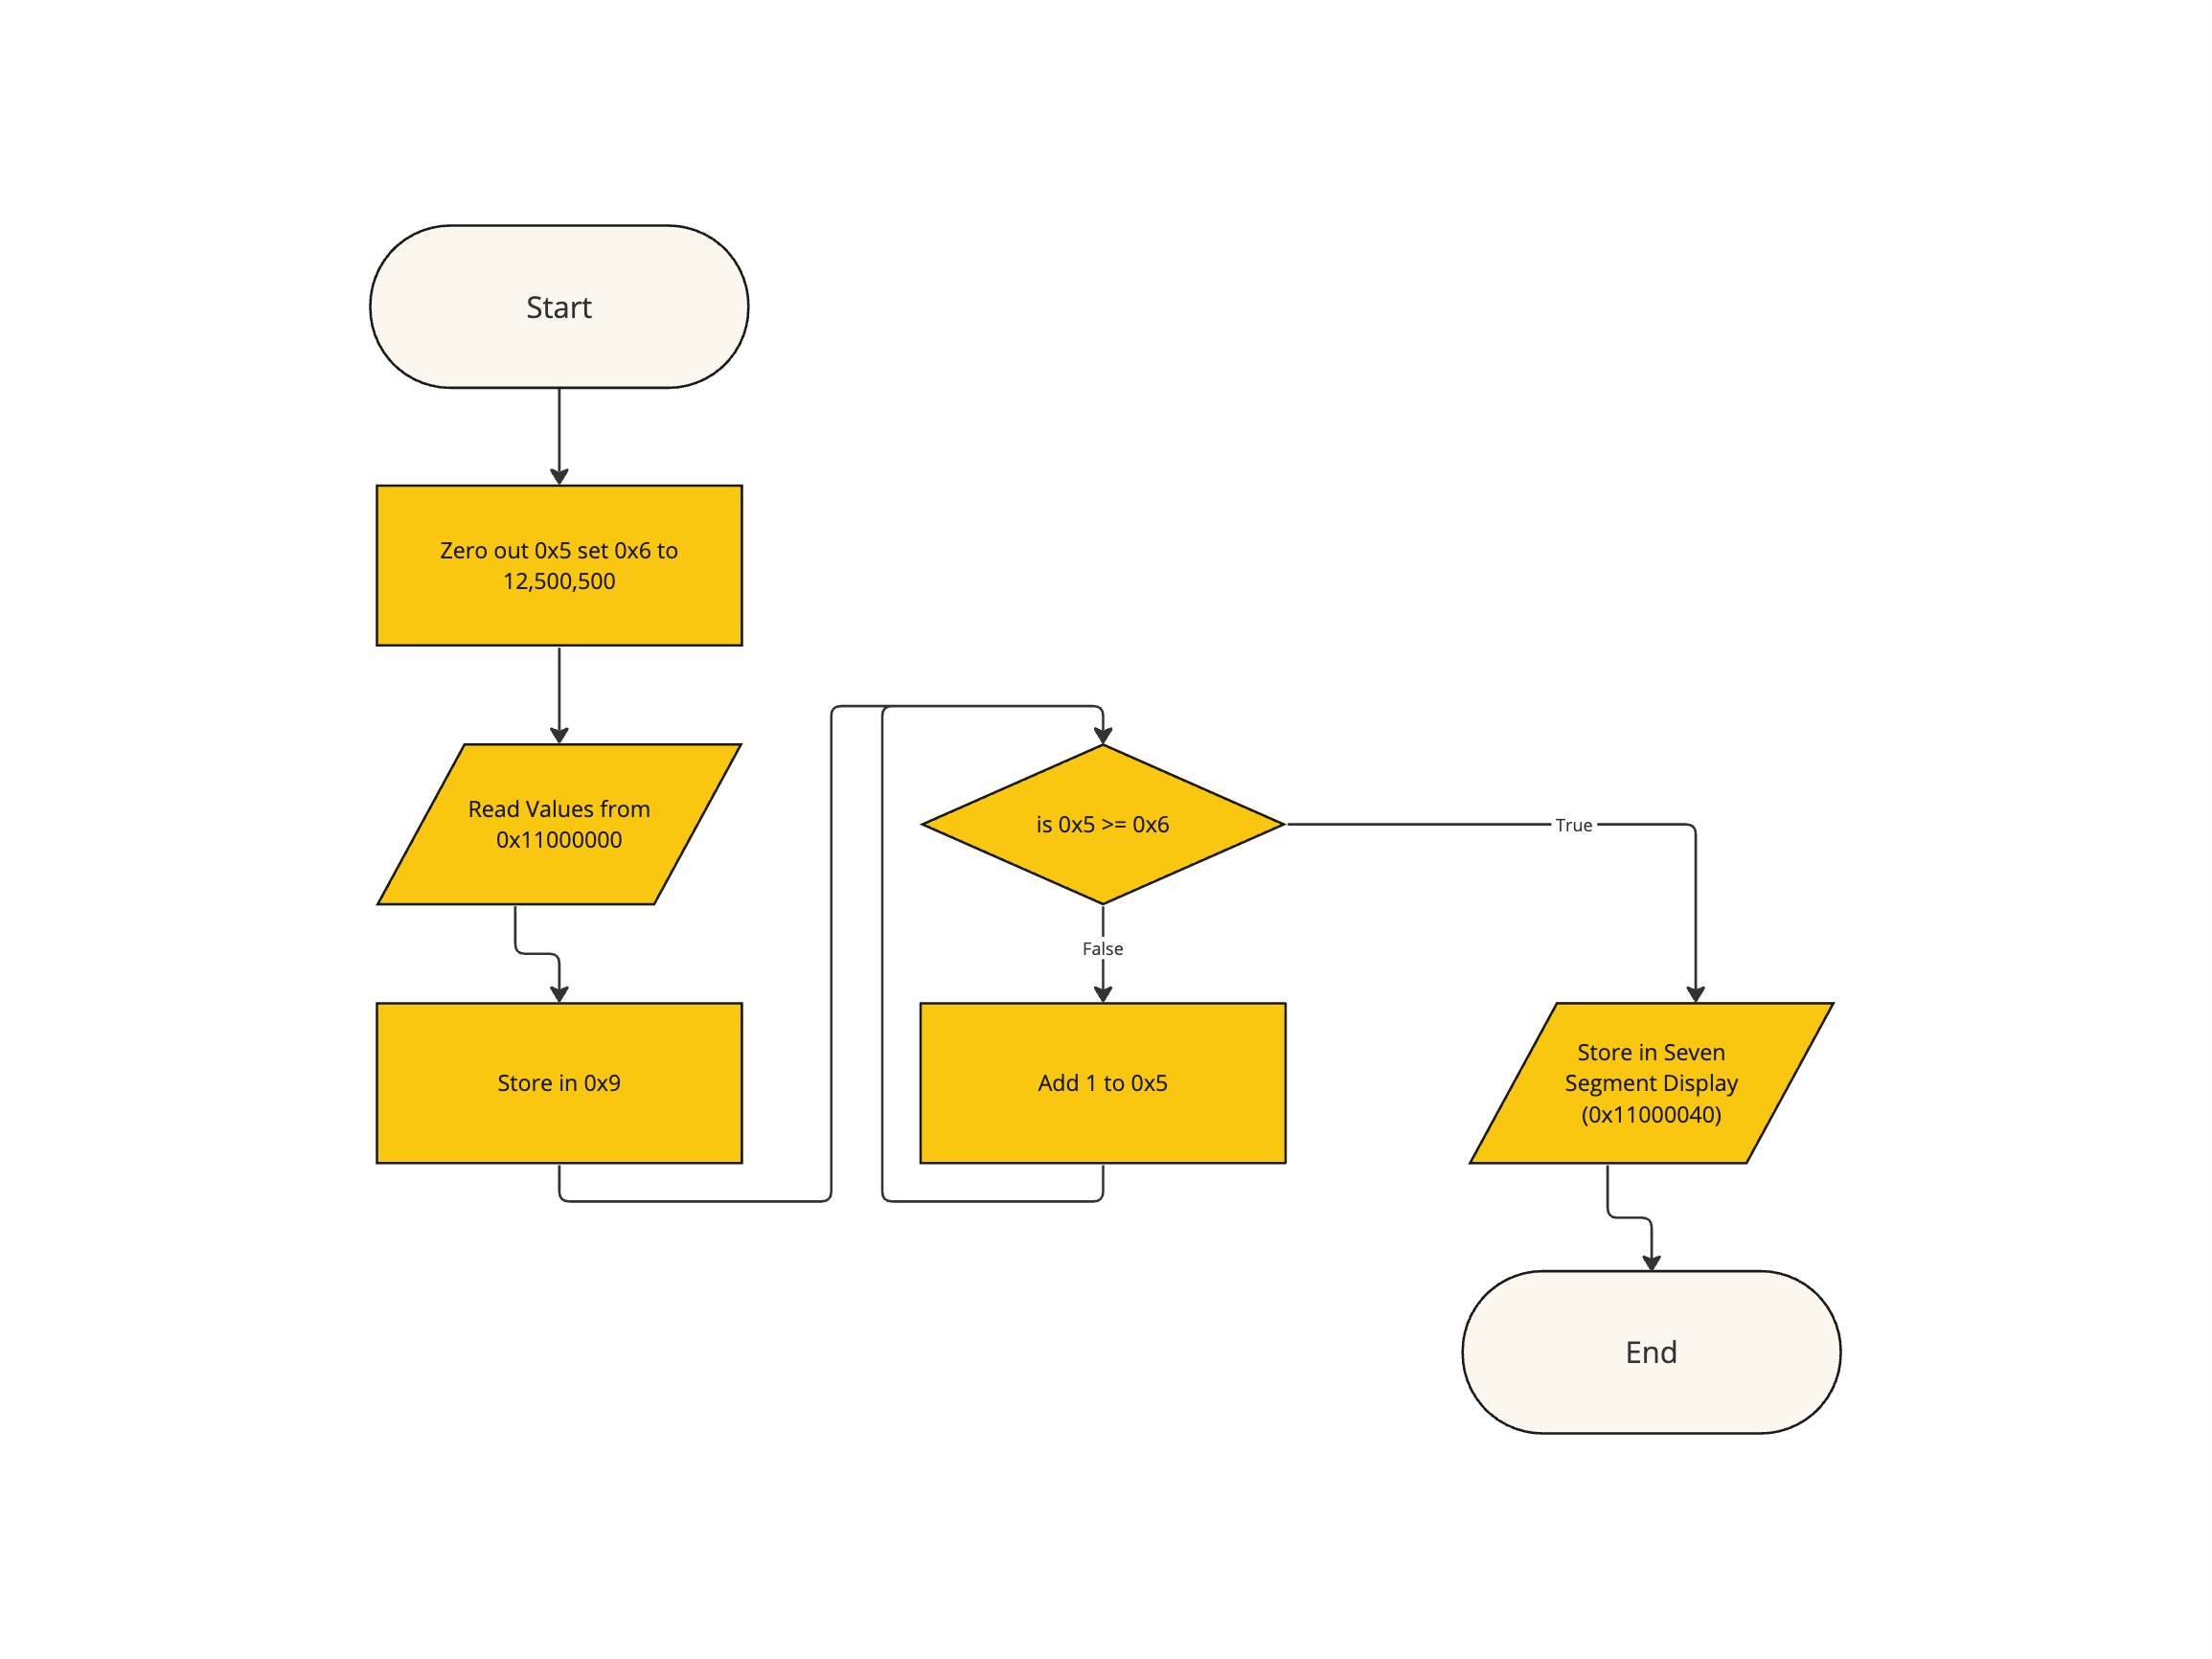 Start
Zero out 0x5 set 0x6 to
12,500,500
Read Values from
0x11000000
Store in 0x9
is 0x5 >= 0x6
True
False
Add 1 to 0x5
Store in Seven
Segment Display
(0x11000040)
End